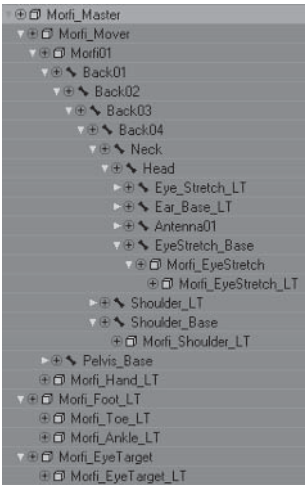 Morfi_Master
Morfi_Mover
Morfi01
Back01
Back02
Back03
Back04
Neck
Head
Eye_Stretch_LT
Ear_Base_LT
Antenna01
EyeStretch_Base
Morfi_EyeStretch
Morfi_EyeStretch_LT
Shoulder_LT
Shoulder_Base
Morfi_Shoulder_LT
Pelvis_Base
Morfi_Hand_LT
Morfi_Foot_LT
Morfi_Toe_LT
Morfi_Ankle_LT
Morfi_EyeTarget
Morfi_EyeTarget_LT